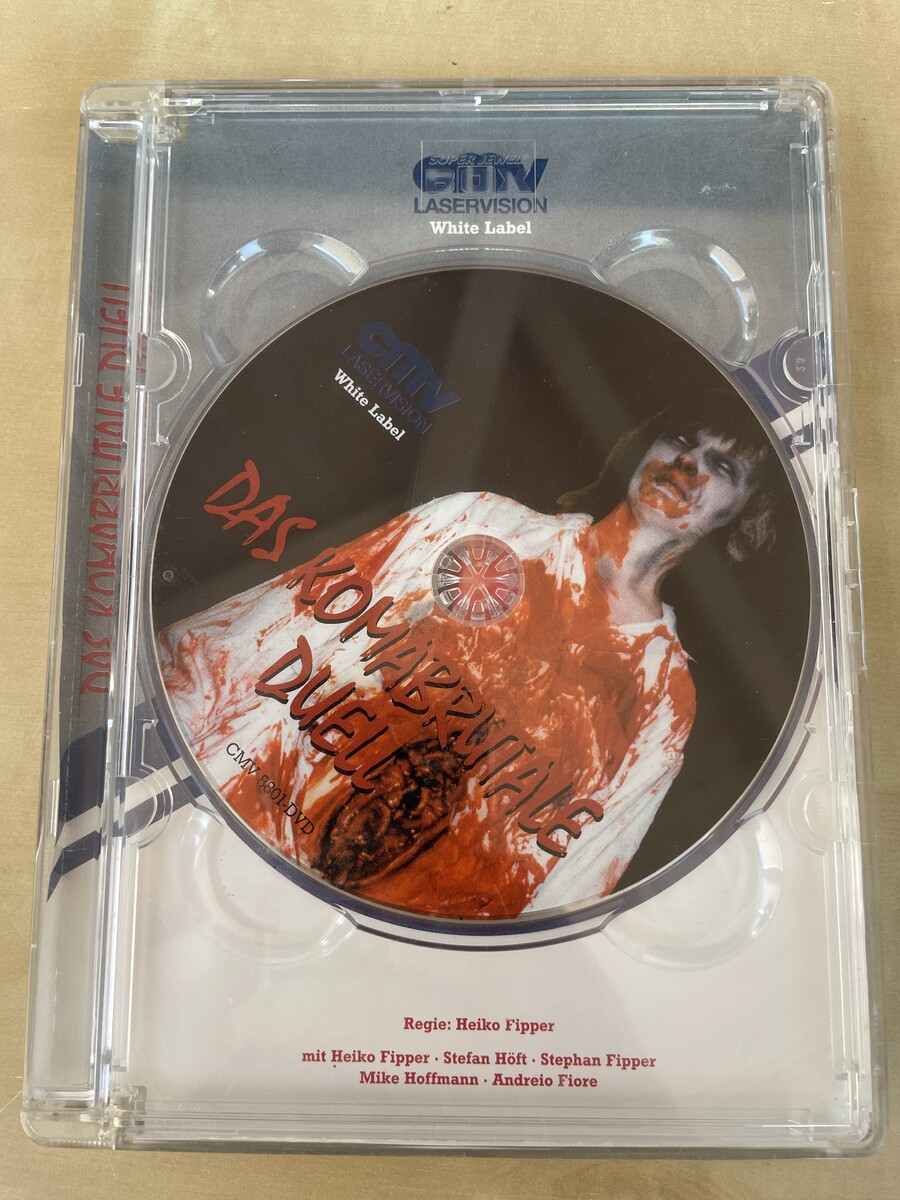 SUPER JEWEL
CMV
LASERVISION
White Label
DAS KOMABRUTALE DUELL
CMV
LASERVISION
White Label
DAS KOMABRUTALE
DUELL
CMV 8801-DVD
Regie: Heiko Fipper
mit Heiko Fipper · Stefan Höft · Stephan Fipper
Mike Hoffmann · Andreio Fiore